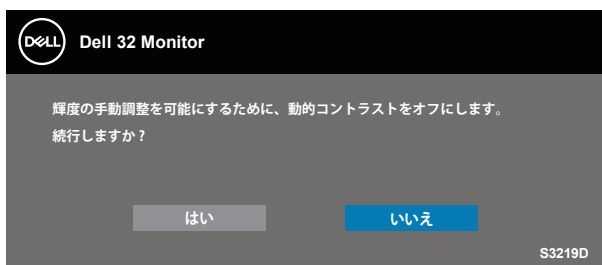 DELL
Dell 32 Monitor
輝度の手動調整を可能にするために、動的コントラストをオフにします。
続行しますか?
はい いいえ
S3219D